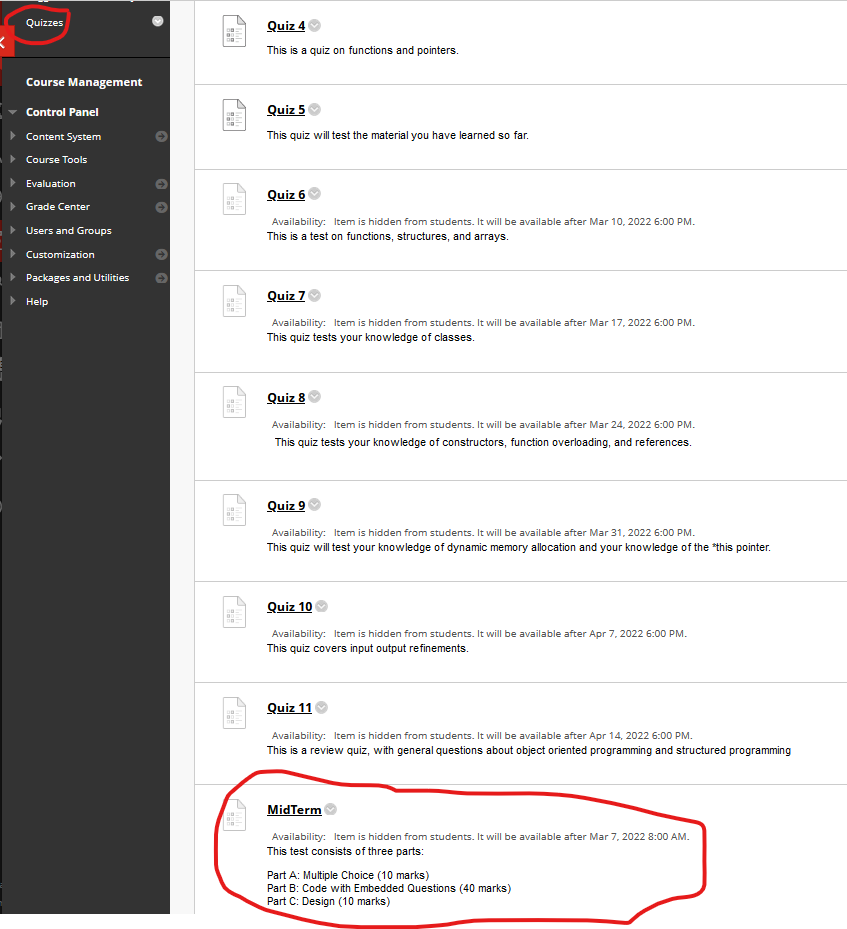 Quizzes
Course Management
Control Panel
Content System
Course Tools
Evaluation
Grade Center
Users and Groups
Customization
Packages and Utilities
Help
Quiz 4
This is a quiz on functions and pointers.
Quiz 5
This quiz will test the material you have learned so far.
Quiz 6
Availability: Item is hidden from students. It will be available after Mar 10, 2022 6:00 PM.
This is a test on functions, structures, and arrays.
Quiz 7
Availability: Item is hidden from students. It will be available after Mar 17, 2022 6:00 PM.
This quiz tests your knowledge of classes.
Quiz 8
Availability: Item is hidden from students. It will be available after Mar 24, 2022 6:00 PM.
This quiz tests your knowledge of constructors, function overloading, and references.
Quiz 9
Availability: Item is hidden from students. It will be available after Mar 31, 2022 6:00 PM.
This quiz will test your knowledge of dynamic memory allocation and your knowledge of the *this pointer.
Quiz 10
Availability: Item is hidden from students. It will be available after Apr 7, 2022 6:00 PM.
This quiz covers input output refinements.
Quiz 11
Availability: Item is hidden from students. It will be available after Apr 14, 2022 6:00 PM.
This is a review quiz, with general questions about object oriented programming and structured programming
MidTerm
Availability: Item is hidden from students. It will be available after Mar 7, 2022 8:00 AM.
This test consists of three parts:
Part A: Multiple Choice (10 marks)
Part B: Code with Embedded Questions (40 marks)
Part C: Design (10 marks)